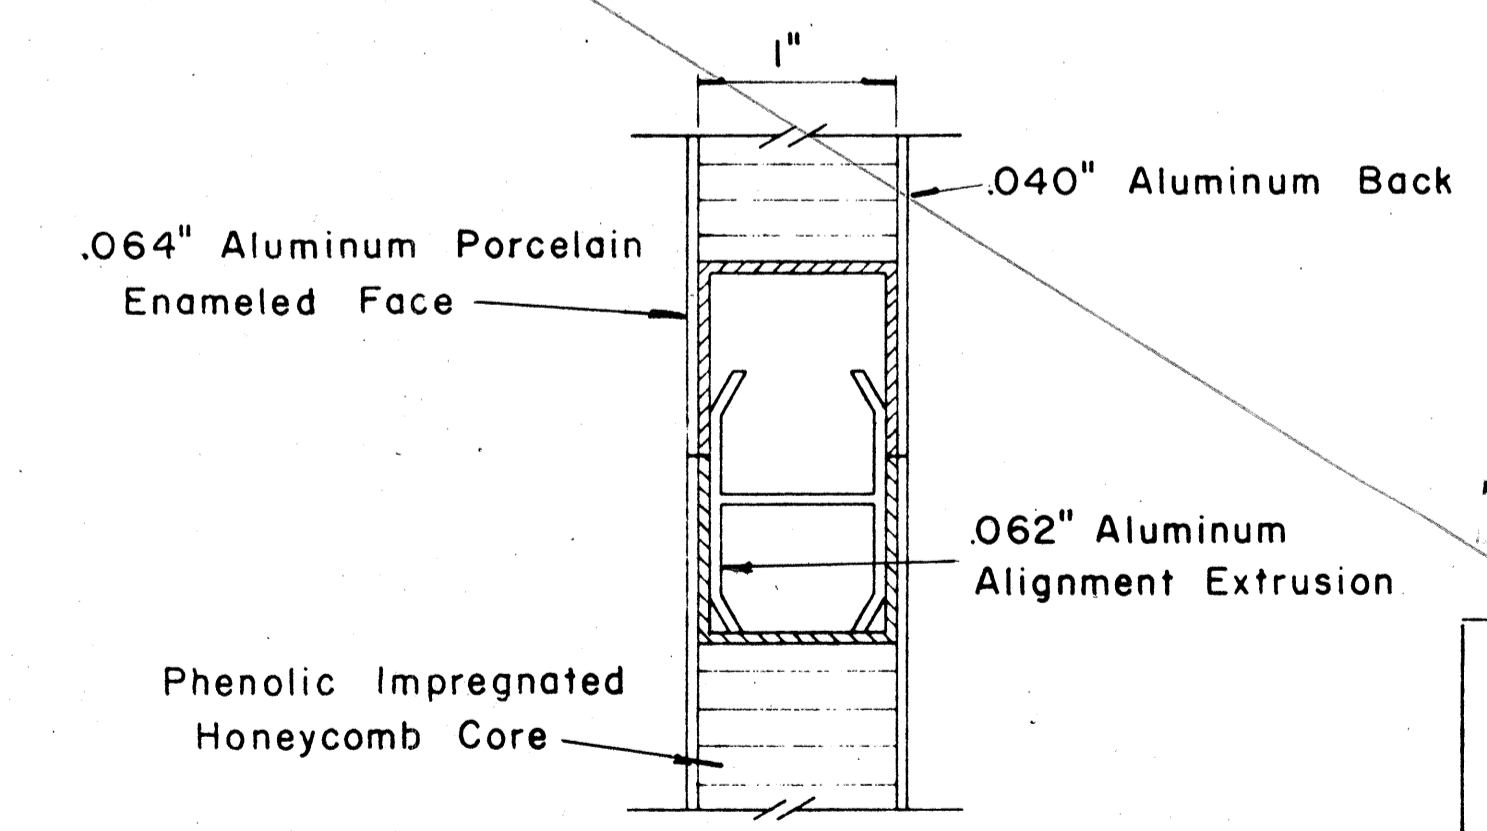 1"
.040" Aluminum Back
.064" Aluminum Porcelain
Enameled Face
.062" Aluminum
Alignment Extrusion
Phenolic Impregnated
Honeycomb Core